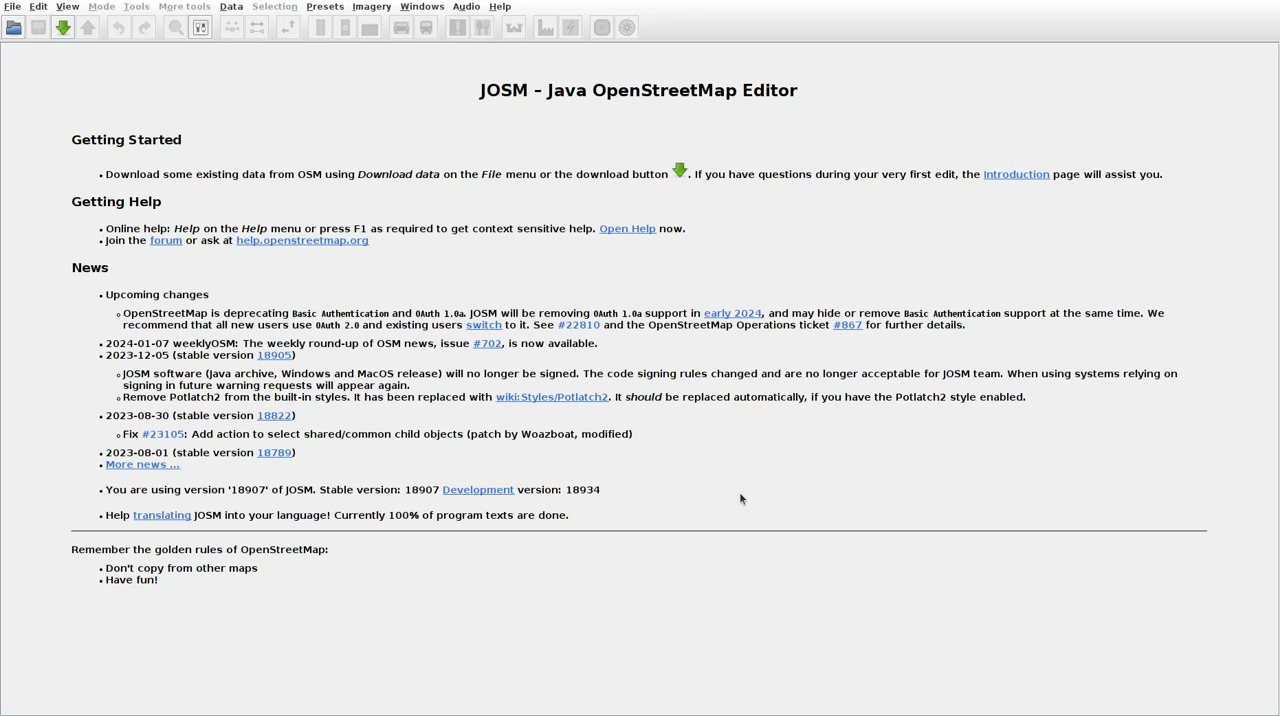 File Edit View Mode Tools More tools Data Selection Presets Imagery Windows Audio Help
JOSM – Java OpenStreetMap Editor
Getting Started
Download some existing data from OSM using Download data on the File menu or the download button . If you have questions during your very first edit, the Introduction page will assist you.
Getting Help
Online help: Help on the Help menu or press F1 as required to get context sensitive help. Open Help now.
Join the forum or ask at help.openstreetmap.org
News
Upcoming changes
OpenStreetMap is deprecating Basic Authentication and OAuth 1.0a. JOSM will be removing OAuth 1.0a support in early 2024, and may hide or remove Basic Authentication support at the same time. We
recommend that all new users use OAuth 2.0 and existing users switch to it. See #22810 and the OpenStreetMap Operations ticket #867 for further details.
2024-01-07 weeklyOSM: The weekly round-up of OSM news, issue #702, is now available.
2023-12-05 (stable version 18905)
JOSM software (Java archive, Windows and MacOS release) will no longer be signed. The code signing rules changed and are no longer acceptable for JOSM team. When using systems relying on
signing in future warning requests will appear again.
Remove Potlatch2 from the built-in styles. It has been replaced with wiki:Styles/Potlatch2. It should be replaced automatically, if you have the Potlatch2 style enabled.
2023-08-30 (stable version 18822)
Fix #23105: Add action to select shared/common child objects (patch by Woazboat, modified)
2023-08-01 (stable version 18789)
More news ...
You are using version '18907' of JOSM. Stable version: 18907 Development version: 18934
Help translating JOSM into your language! Currently 100% of program texts are done.
Remember the golden rules of OpenStreetMap:
Don't copy from other maps
Have fun!